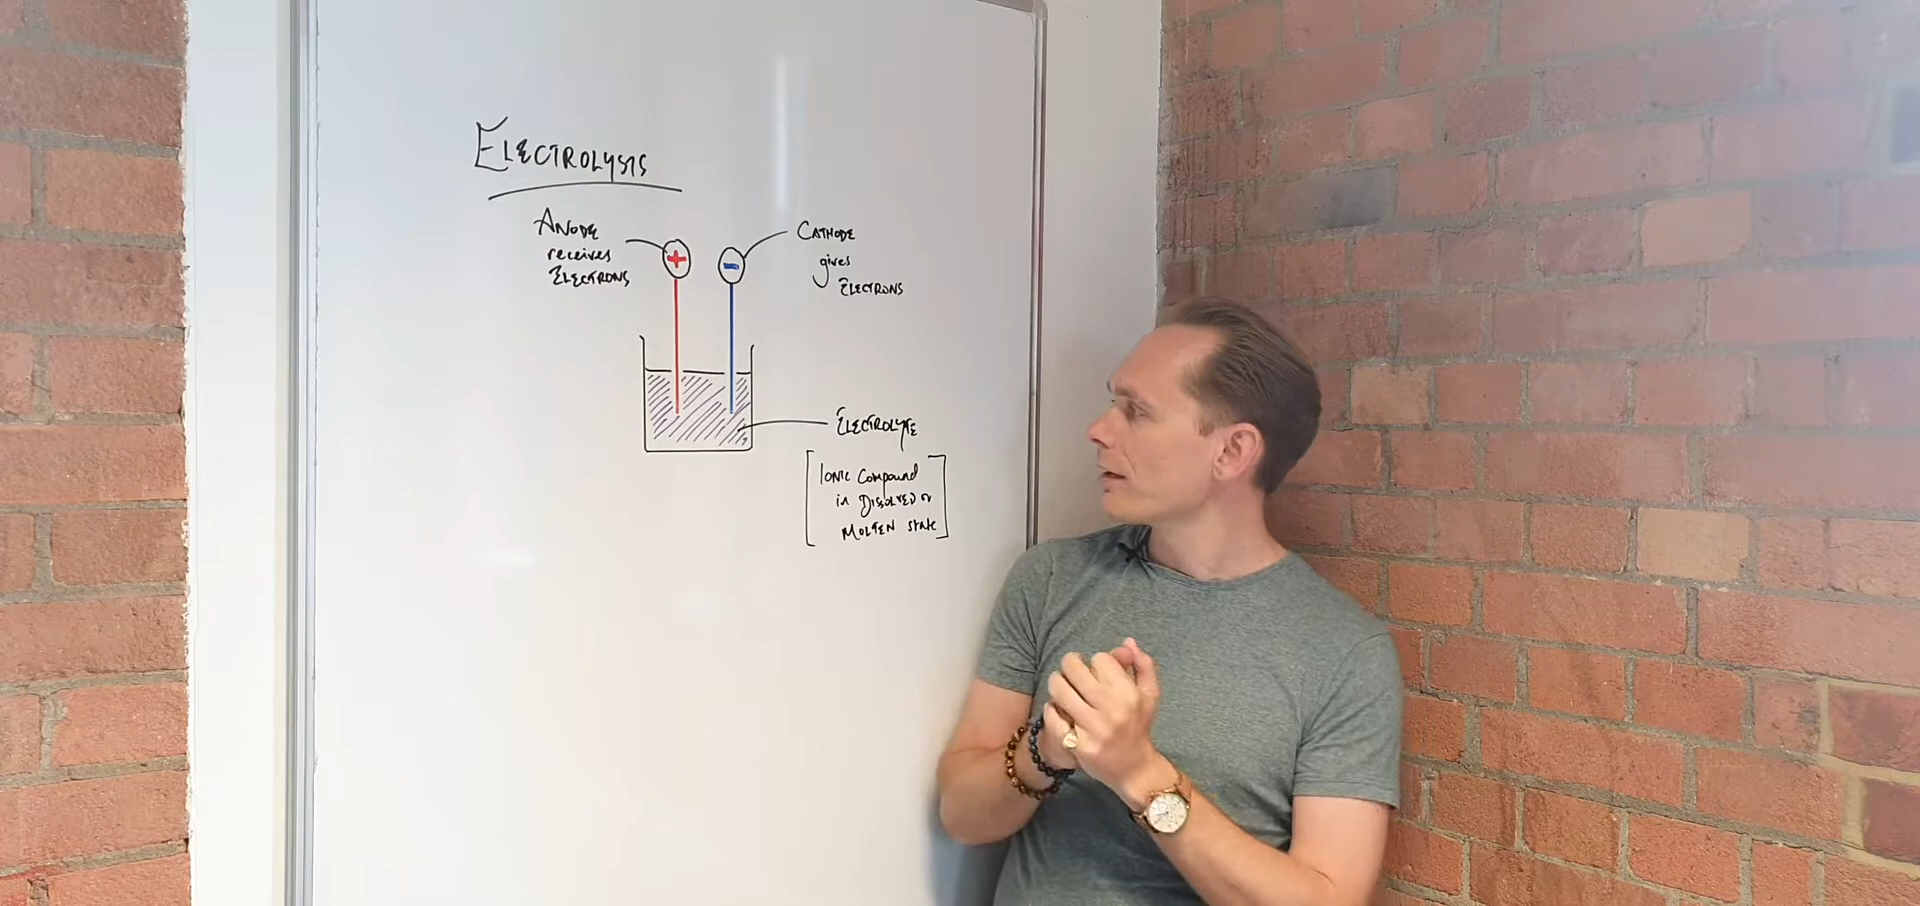 ELECTROLYSIS
ANODE
receives
ELECTRONS
+
-
CATHODE
gives
ELECTRONS
ELECTROLYTE
IONIC Compound
in DISSOLVED or
MOLTEN state